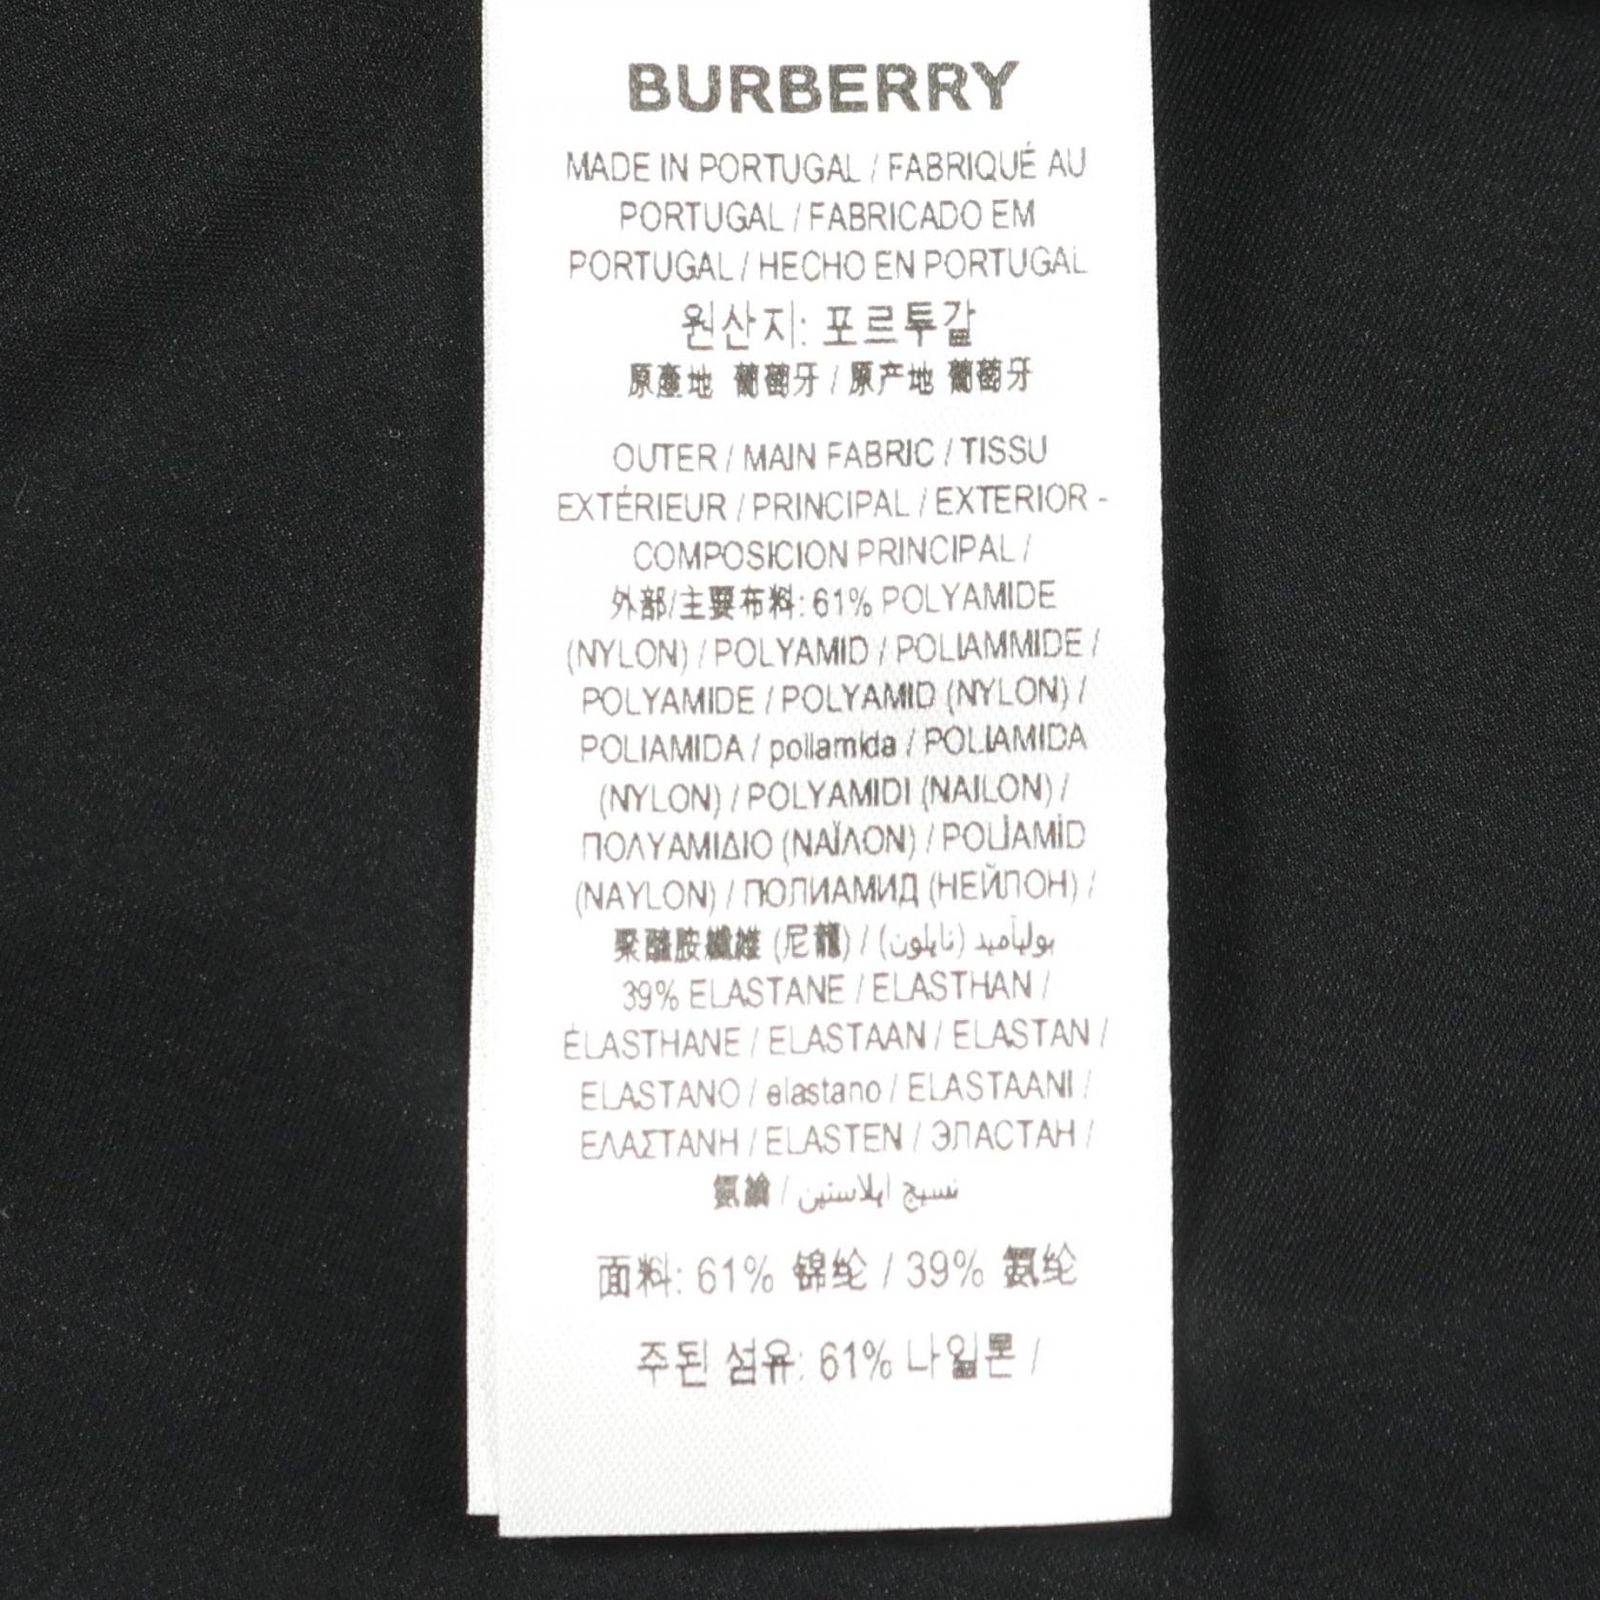 BURBERRY
MADE IN PORTUGAL / FABRIQUÉ AU
PORTUGAL / FABRICADO EM
PORTUGAL / HECHO EN PORTUGAL
원산지: 포르투갈
原產地 葡萄牙 / 原产地 葡萄牙
OUTER / MAIN FABRIC / TISSU
EXTÉRIEUR / PRINCIPAL / EXTERIOR -
COMPOSICION PRINCIPAL /
外部/主要布料: 61% POLYAMIDE
(NYLON) / POLYAMID / POLIAMMIDE /
POLYAMIDE / POLYAMID (NYLON) /
POLIAMIDA / poliamida / POLIAMIDA
(NYLON) / POLYAMIDI (NAILON) /
ΠΟΛΥΑΜΙΔΙΟ (ΝΑΪΛΟΝ) / POLİAMİD
(NAYLON) / ПОЛИАМИД (НЕЙЛОН) /
聚醯胺纖維 (尼龍) / بولیآمید (نایلون)
39% ELASTANE / ELASTHAN /
ÉLASTHANE / ELASTAAN / ELASTAN /
ELASTANO / elastano / ELASTAANI /
ΕΛΑΣΤΑΝΗ / ELASTEN / ЭЛАСТАН /
氨綸 / نسيج إيلاستين
面料: 61% 锦纶 / 39% 氨纶
주된 섬유: 61% 나일론 /